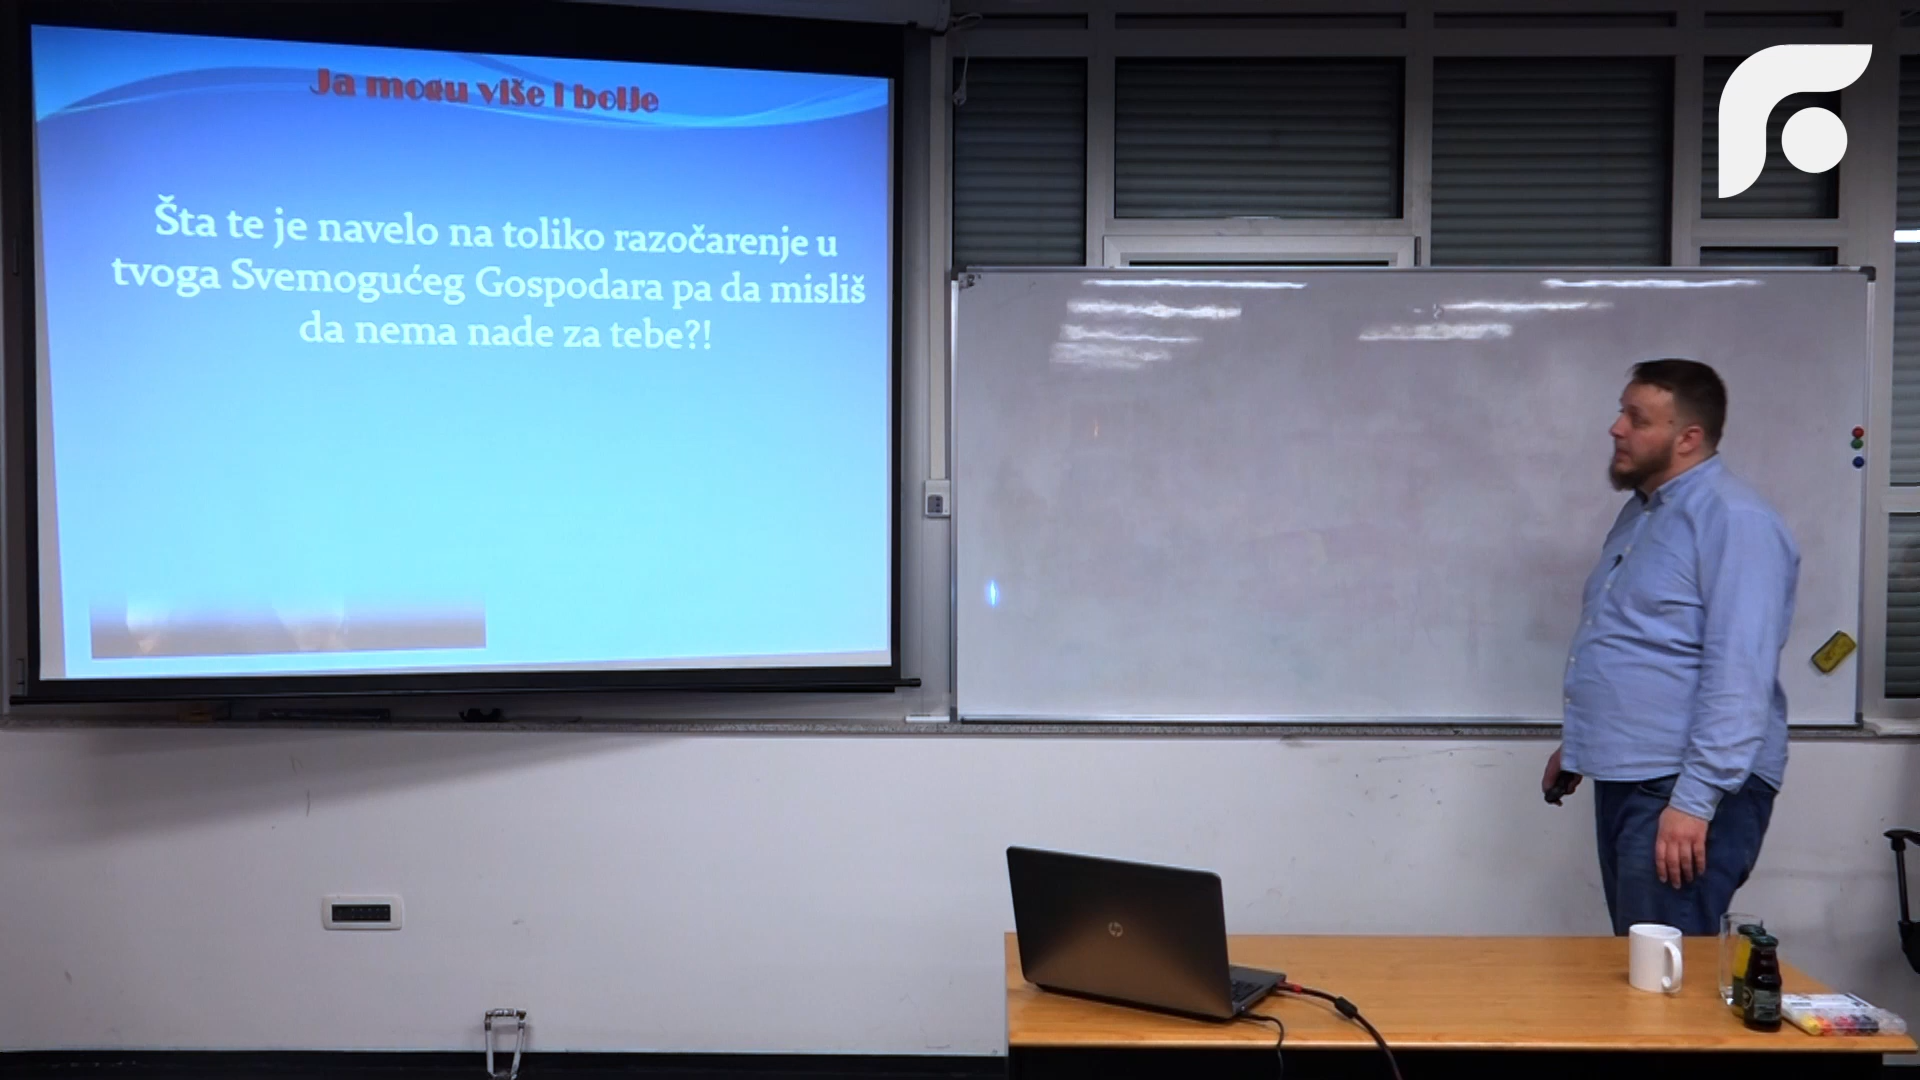 Ja mogu više I bolje
Šta te je navelo na toliko razočarenje u
tvoga Svemogućeg Gospodara pa da misliš
da nema nade za tebe?!
hp